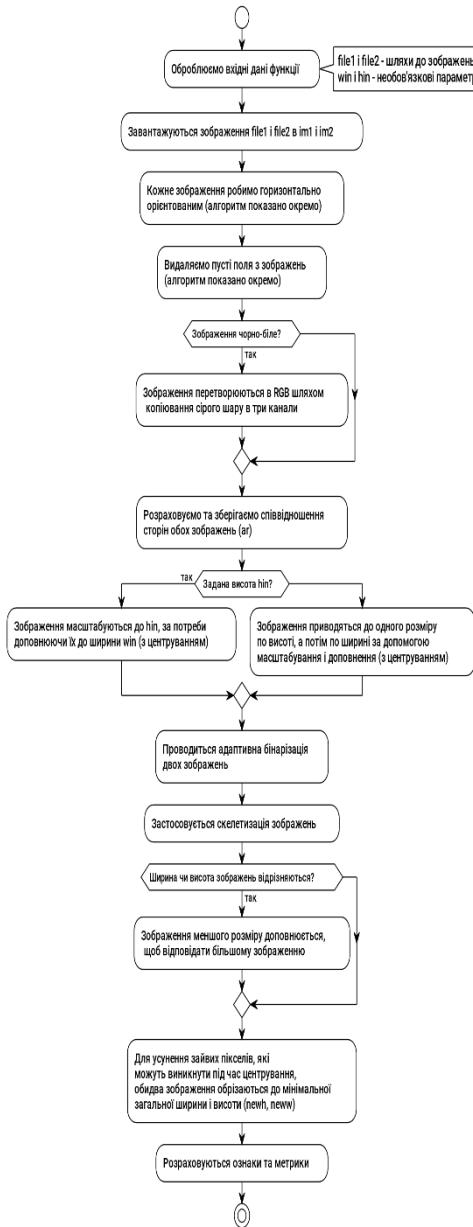 Оброблюємо вхідні дані функції
file1 і file2 - шляхи до зображень
win і hin - необов'язкові
Завантажуються зображення file1 і file2 в im1 і im2
Кожне зображення робимо горизонтально
орієнтованим (алгоритм показано окремо)
Видаляємо пусті поля з зображень
(алгоритм показано окремо)
Зображення чорно-біле?
так
Зображення перетворюються в RGB шляхом
копіювання сірого шару в три канали
Розраховуємо та зберігаємо співвідношення
сторін обох зображень (ar)
Задана висота hin?
так
Зображення масштабуються до hin, за потреби
доповнюючи їх до ширини win (з центруванням)
Зображення приводяться до одного розміру
по висоті, а потім по ширині за допомогою
масштабування і доповнення (з центруванням)
Проводиться адаптивна бінарізація
двох зображень
Застосовується скелетизація зображень
Ширина чи висота зображень відрізняються?
так
Зображення меншого розміру доповнюється,
щоб відповідати більшому зображенню
Для усунення зайвих пікселів, які
можуть виникнути під час центрування,
обидва зображення обрізаються до мінімальної
загальної ширини і висоти (newh, neww)
Розраховуються ознаки та метрики